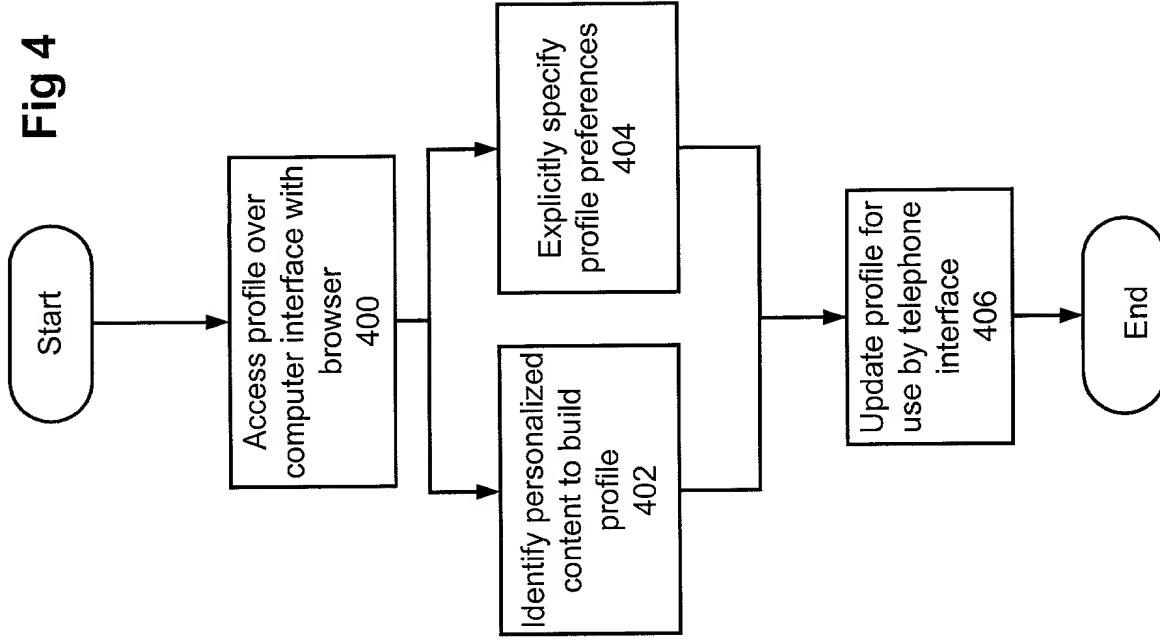 Fig 4
Start
Access profile over
computer interface with
browser
400
Identify personalized
content to build
profile
402
Explicitly specify
profile preferences
404
Update profile for
use by telephone
interface
406
End